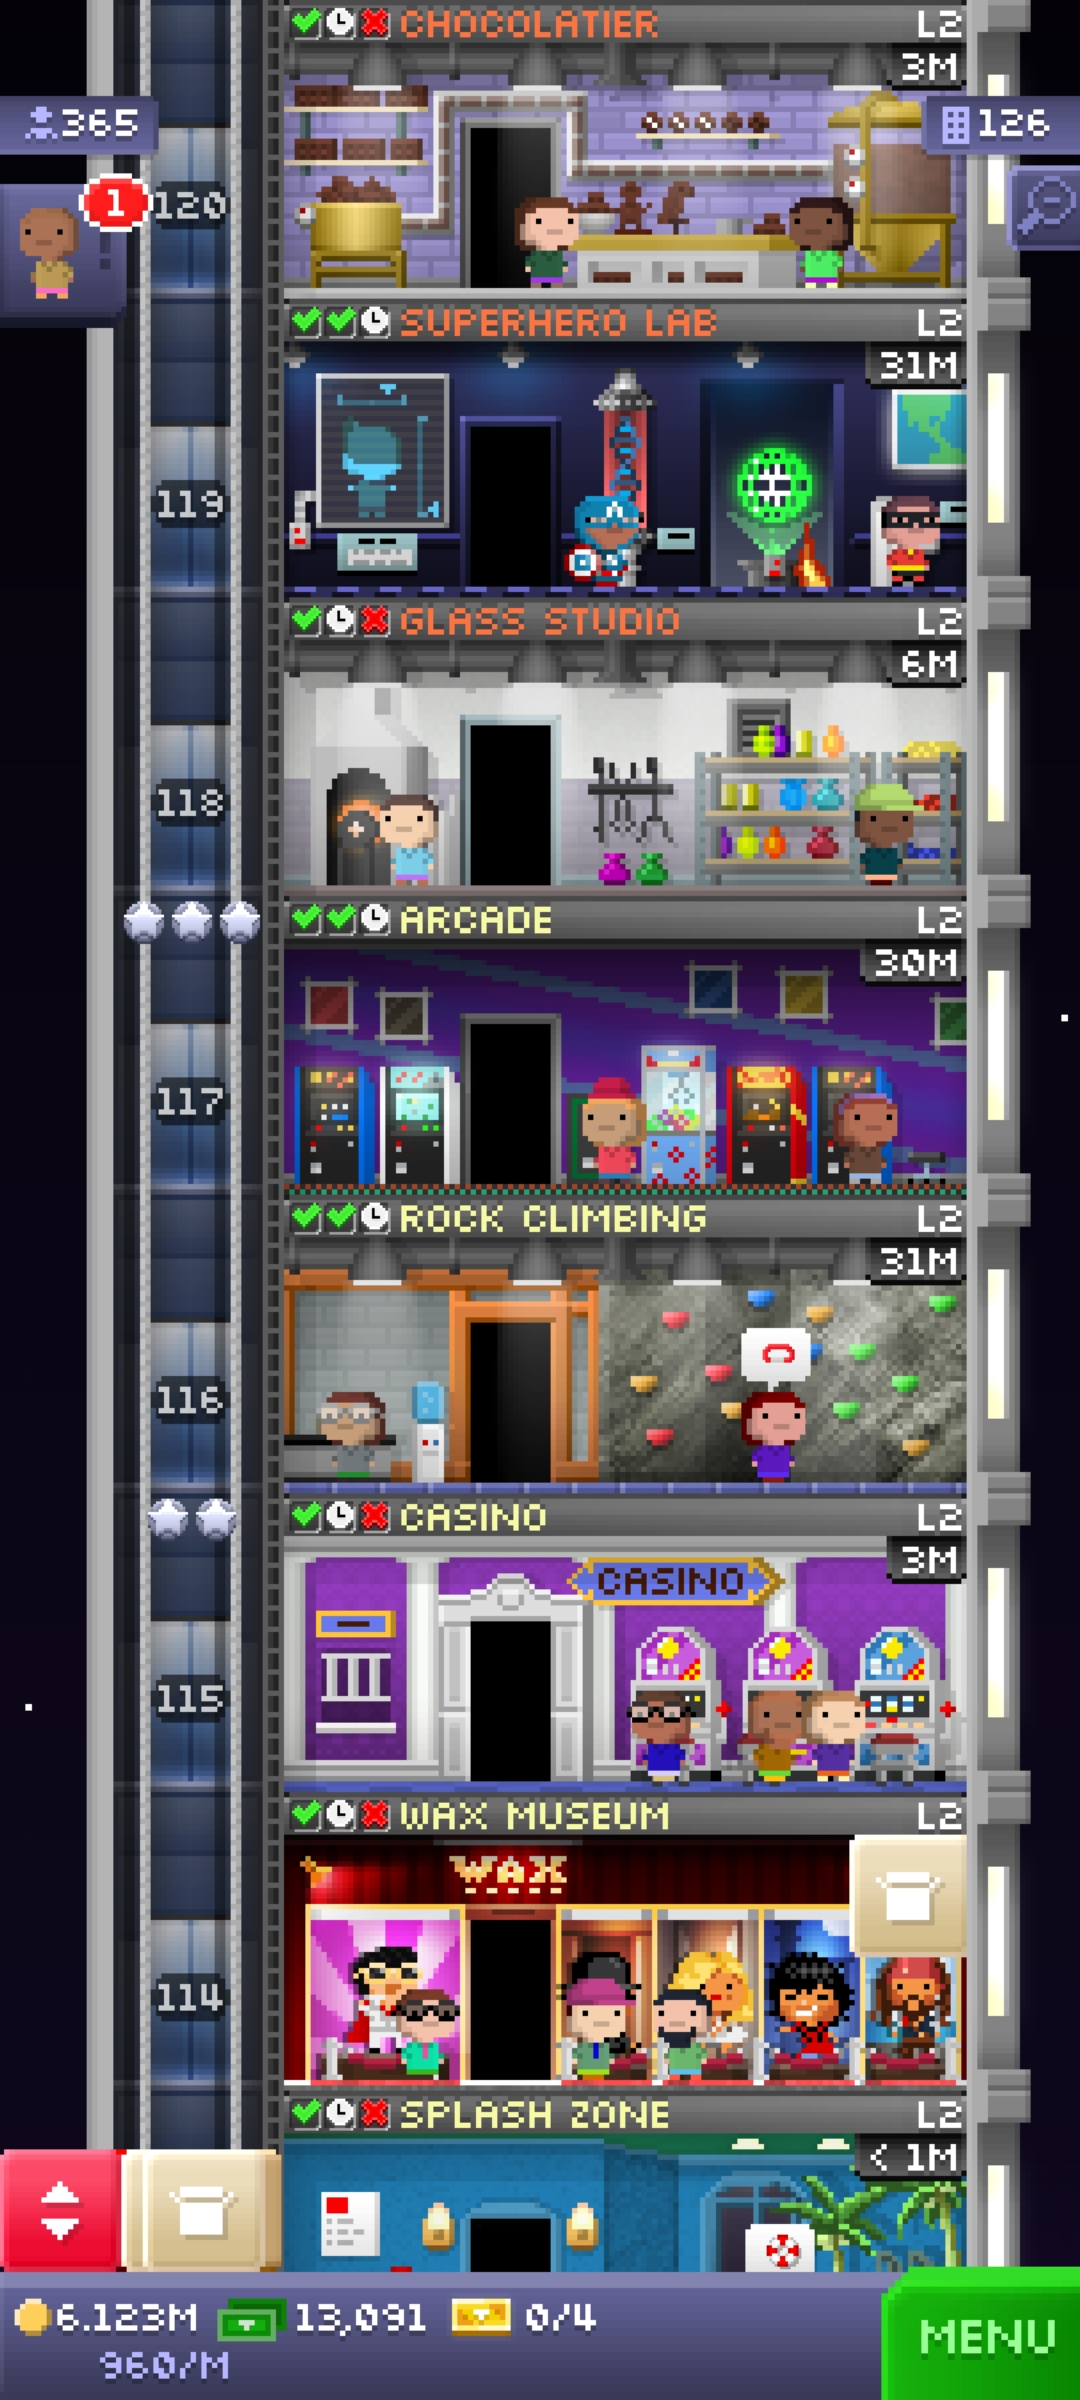 CHOCOLATIER L2
3M
365
126
1
120
SUPERHERO LAB L2
31M
119
GLASS STUDIO L2
6M
118
ARCADE L2
30M
117
ROCK CLIMBING L2
31M
116
CASINO L2
3M
CASINO
115
WAX MUSEUM L2
WAX
114
SPLASH ZONE L2
< 1M
6.123M 13,091 0/4
960/M
MENU